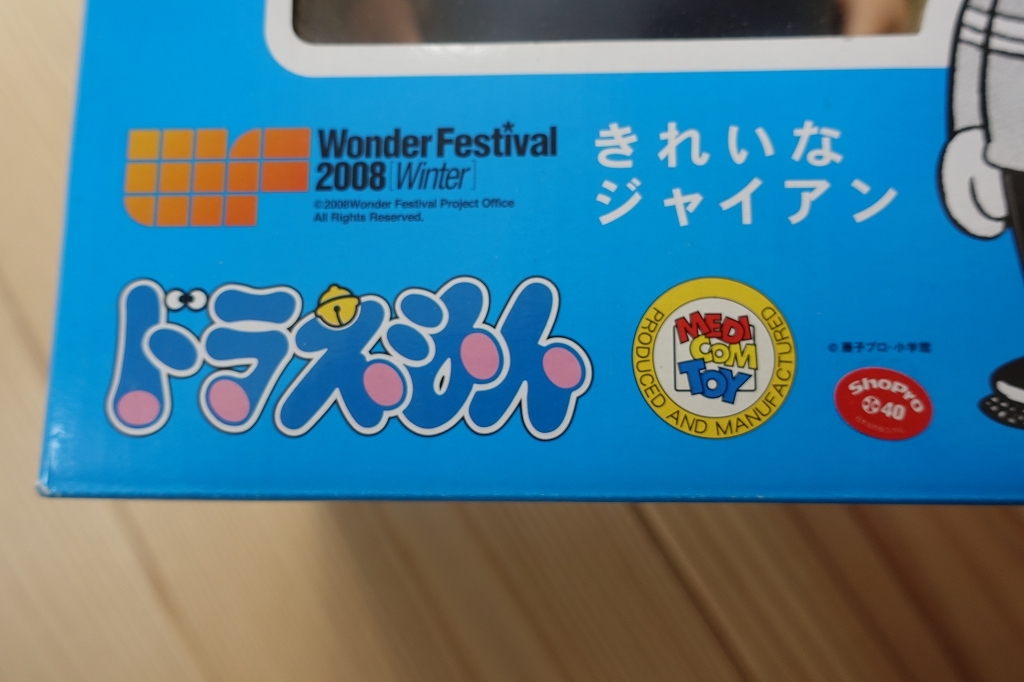 Wonder Festival
2008 [Winter]
©2008Wonder Festival Project Office
All Rights Reserved.
きれいな
ジャイアン
ドラえもん
MEDI
COM
TOY
PRODUCED AND MANUFACTURED
© 藤子プロ・小学館
ShoPro
40